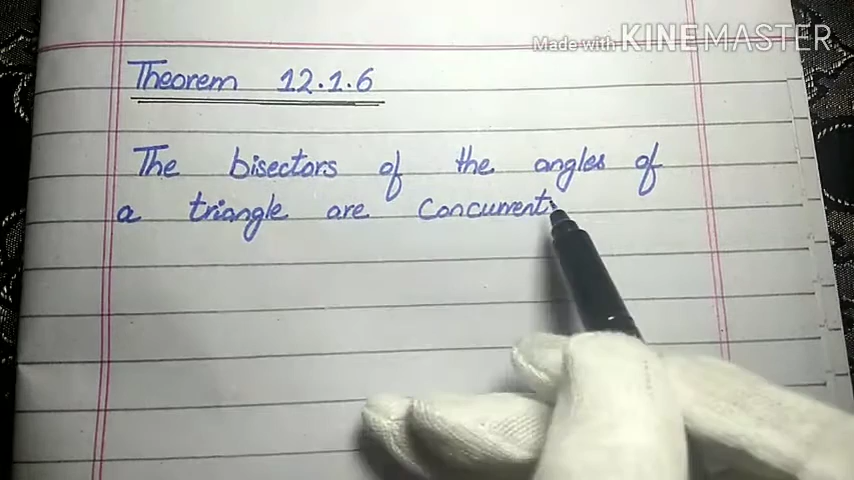 Made with KINEMASTER
Theorem 12.1.6
The bisectors of the angles of
a triangle are concurrent.